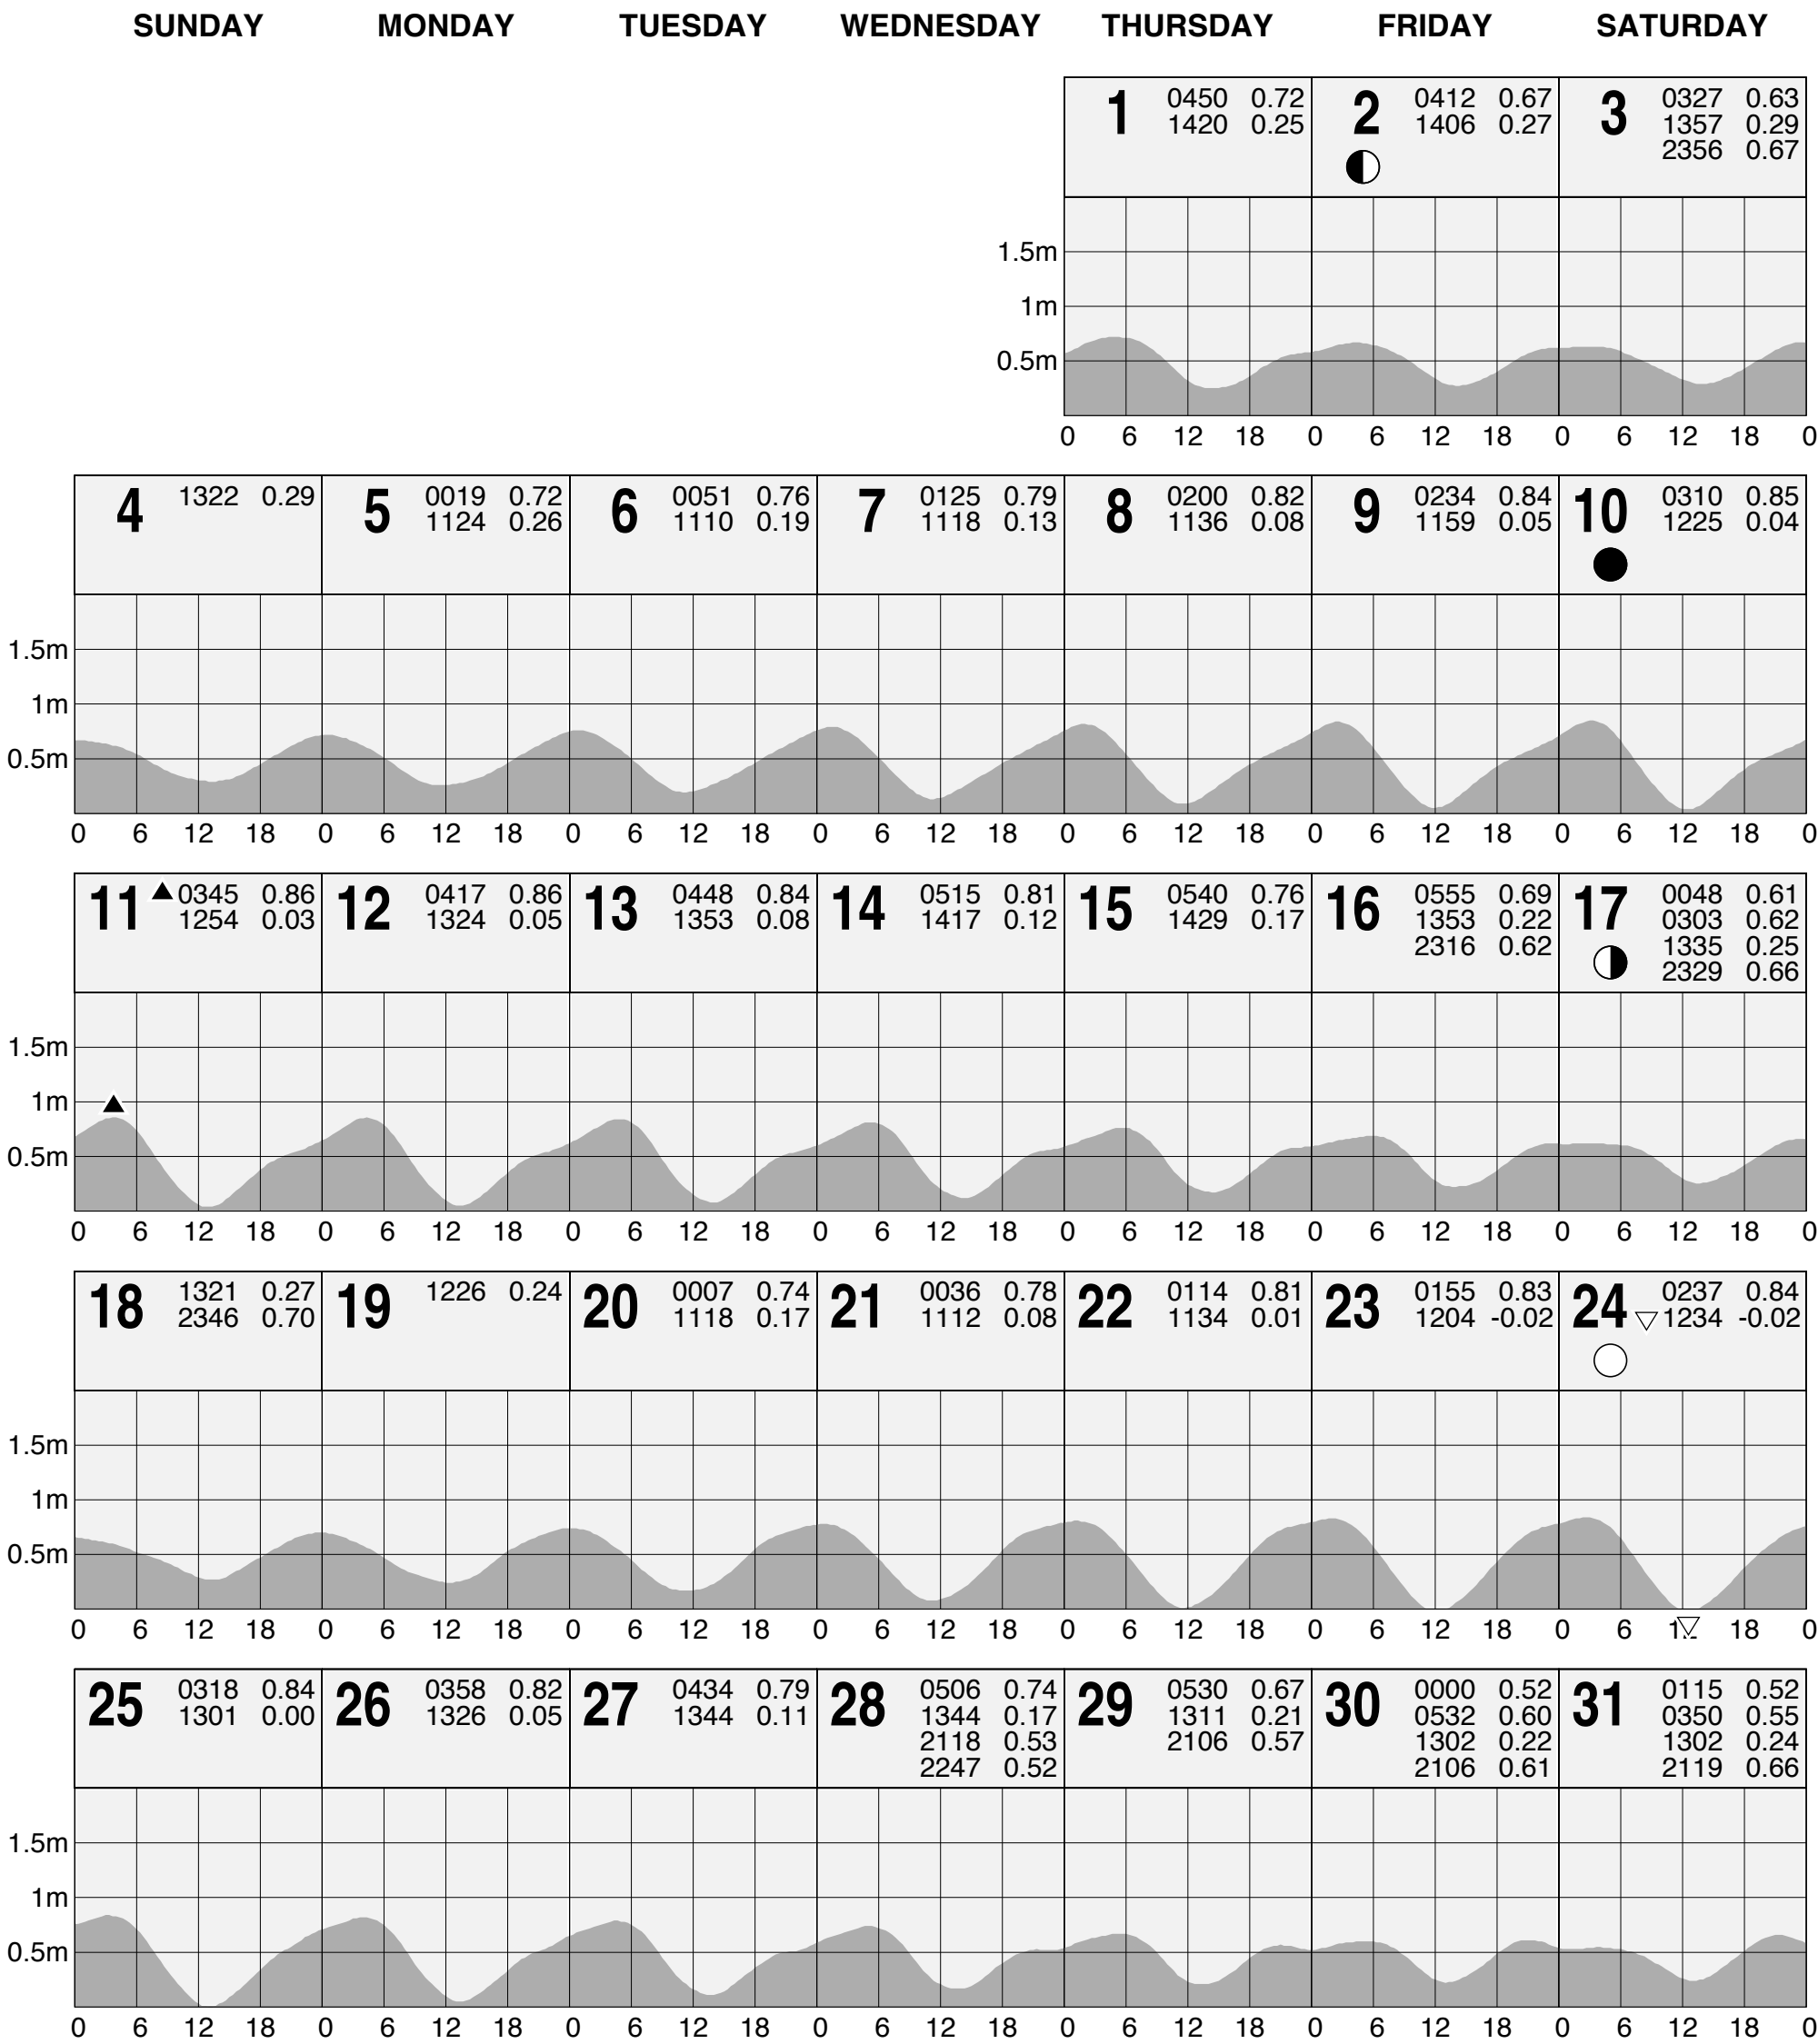 SUNDAY MONDAY TUESDAY WEDNESDAY THURSDAY FRIDAY SATURDAY
1 0450 0.72 2 0412 0.67 3 0327 0.63
1420 0.25 1406 0.27 1357 0.29
2356 0.67
1.5m
1m
0.5m
0 6 12 18 0 6 12 18 0 6 12 18 0
4 1322 0.29 5 0019 0.72 6 0051 0.76 7 0125 0.79 8 0200 0.82 9 0234 0.84 10 0310 0.85
1124 0.26 1110 0.19 1118 0.13 1136 0.08 1159 0.05 1225 0.04
1.5m
1m
0.5m
0 6 12 18 0 6 12 18 0 6 12 18 0 6 12 18 0 6 12 18 0 6 12 18 0 6 12 18 0
11 0345 0.86 12 0417 0.86 13 0448 0.84 14 0515 0.81 15 0540 0.76 16 0555 0.69 17 0048 0.61
1254 0.03 1324 0.05 1353 0.08 1417 0.12 1429 0.17 1353 0.22 0303 0.62
2316 0.62 1335 0.25
2329 0.66
1.5m
1m
0.5m
0 6 12 18 0 6 12 18 0 6 12 18 0 6 12 18 0 6 12 18 0 6 12 18 0 6 12 18 0
18 1321 0.27 19 1226 0.24 20 0007 0.74 21 0036 0.78 22 0114 0.81 23 0155 0.83 24 0237 0.84
2346 0.70 1118 0.17 1112 0.08 1134 0.01 1204 -0.02 1234 -0.02
1.5m
1m
0.5m
0 6 12 18 0 6 12 18 0 6 12 18 0 6 12 18 0 6 12 18 0 6 12 18 0 6 12 18 0
25 0318 0.84 26 0358 0.82 27 0434 0.79 28 0506 0.74 29 0530 0.67 30 0000 0.52 31 0115 0.52
1301 0.00 1326 0.05 1344 0.11 1344 0.17 1311 0.21 0532 0.60 0350 0.55
2118 0.53 2106 0.57 1302 0.22 1302 0.24
2247 0.52 2106 0.61 2119 0.66
1.5m
1m
0.5m
0 6 12 18 0 6 12 18 0 6 12 18 0 6 12 18 0 6 12 18 0 6 12 18 0 6 12 18 0